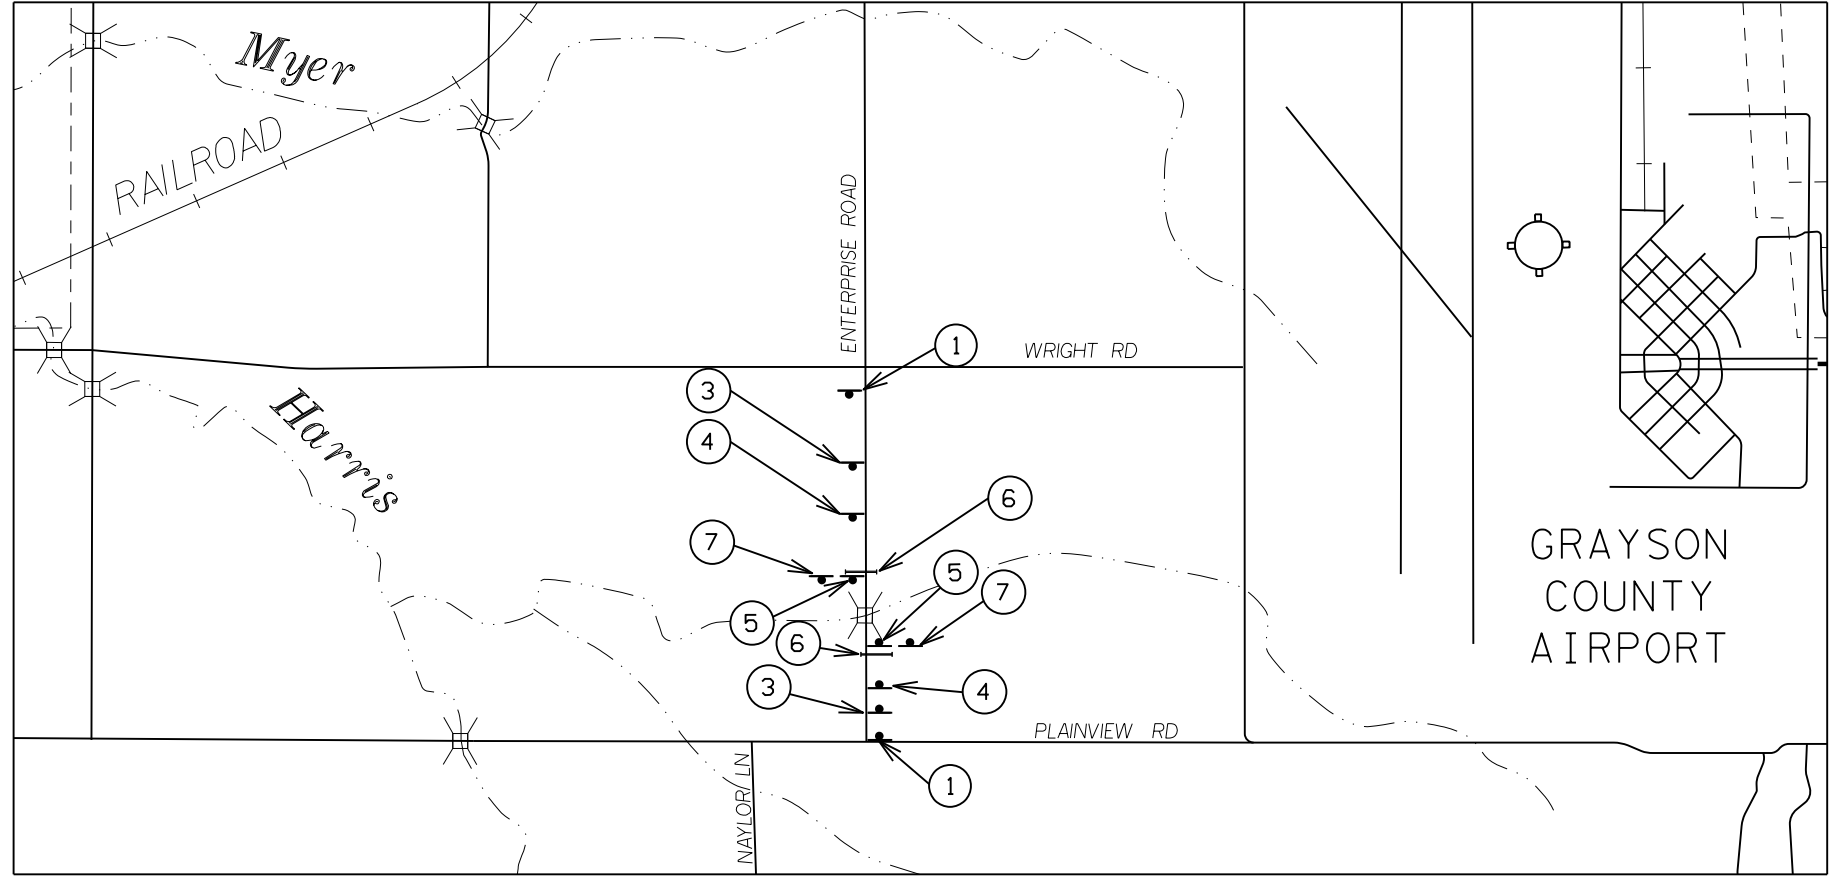 Myer
RAILROAD
ENTERPRISE ROAD
1
WRIGHT RD
3
Harris
4
6
7
5
5
7
6
3
4
GRAYSON
COUNTY
AIRPORT
PLAINVIEW RD
NAYLOR LN
1